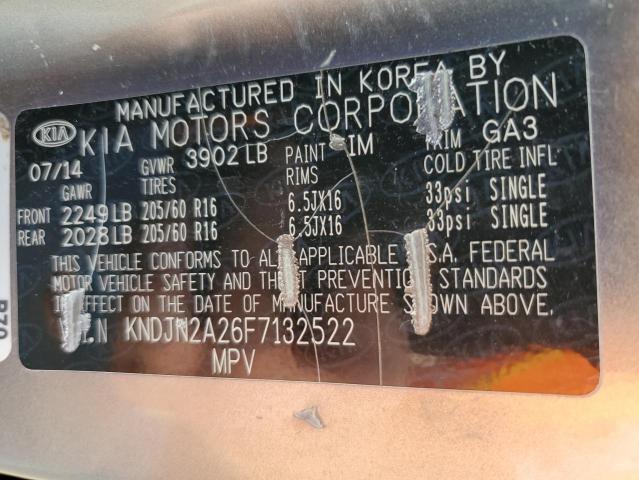 MANUFACTURED IN KOREA BY
KIA KIA MOTORS CORPORATION
07/14 GVWR 3902 LB PAINT IM TRIM GA3
GAWR TIRES RIMS COLD TIRE INFL
FRONT 2249 LB 205/60 R16 6.5JX16 33psi SINGLE
REAR 2028 LB 205/60 R16 6.5JX16 33psi SINGLE
THIS VEHICLE CONFORMS TO ALL APPLICABLE U.S.A. FEDERAL
MOTOR VEHICLE SAFETY AND THEFT PREVENTION STANDARDS
IN EFFECT ON THE DATE OF MANUFACTURE SHOWN ABOVE.
V.I.N KNDJN2A26F7132522
MPV